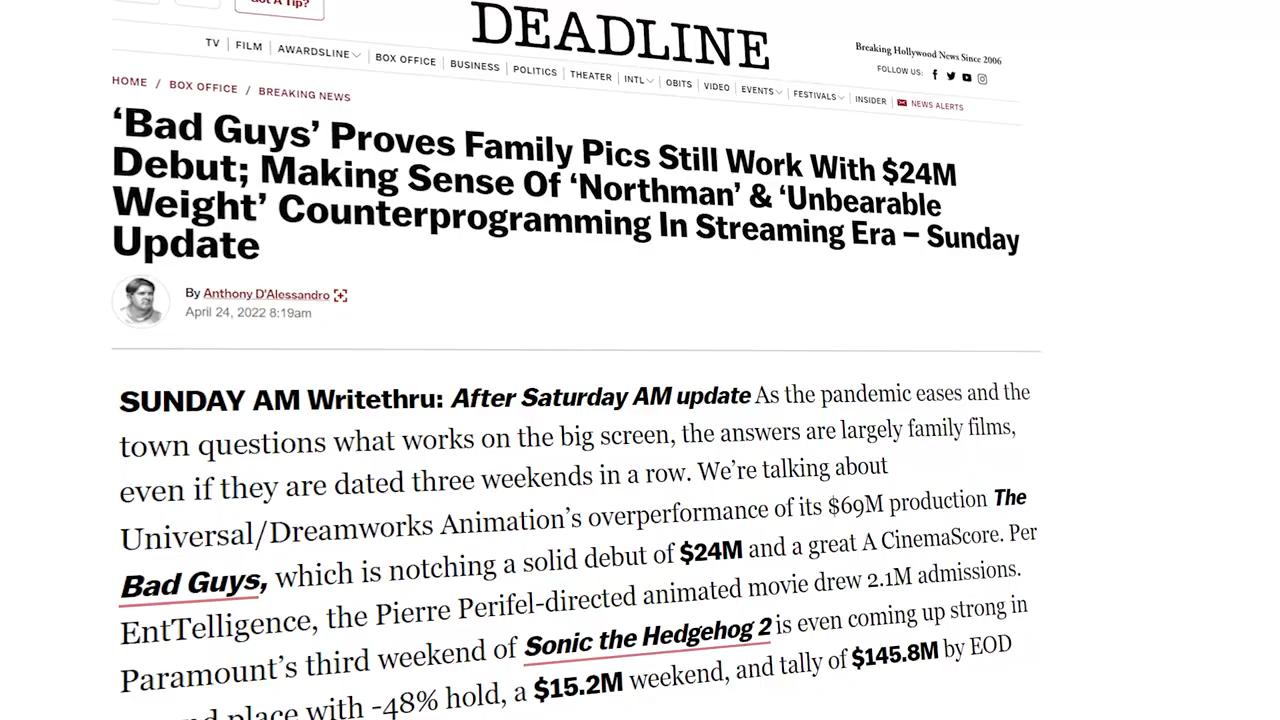 Got A Tip?
DEADLINE
Breaking Hollywood News Since 2006
FOLLOW US:
TV FILM AWARDSLINE BOX OFFICE BUSINESS POLITICS THEATER INTL OBITS VIDEO EVENTS FESTIVALS INSIDER NEWS ALERTS
HOME / BOX OFFICE / BREAKING NEWS
‘Bad Guys’ Proves Family Pics Still Work With $24M
Debut; Making Sense Of ‘Northman’ & ‘Unbearable
Weight’ Counterprogramming In Streaming Era – Sunday
Update
By Anthony D'Alessandro
April 24, 2022 8:19am
SUNDAY AM Writethru: After Saturday AM update As the pandemic eases and the
town questions what works on the big screen, the answers are largely family films,
even if they are dated three weekends in a row. We’re talking about
Universal/Dreamworks Animation’s overperformance of its $69M production The
Bad Guys, which is notching a solid debut of $24M and a great A CinemaScore. Per
EntTelligence, the Pierre Perifel-directed animated movie drew 2.1M admissions.
Paramount’s third weekend of Sonic the Hedgehog 2 is even coming up strong in
place with -48% hold, a $15.2M weekend, and tally of $145.8M by EOD